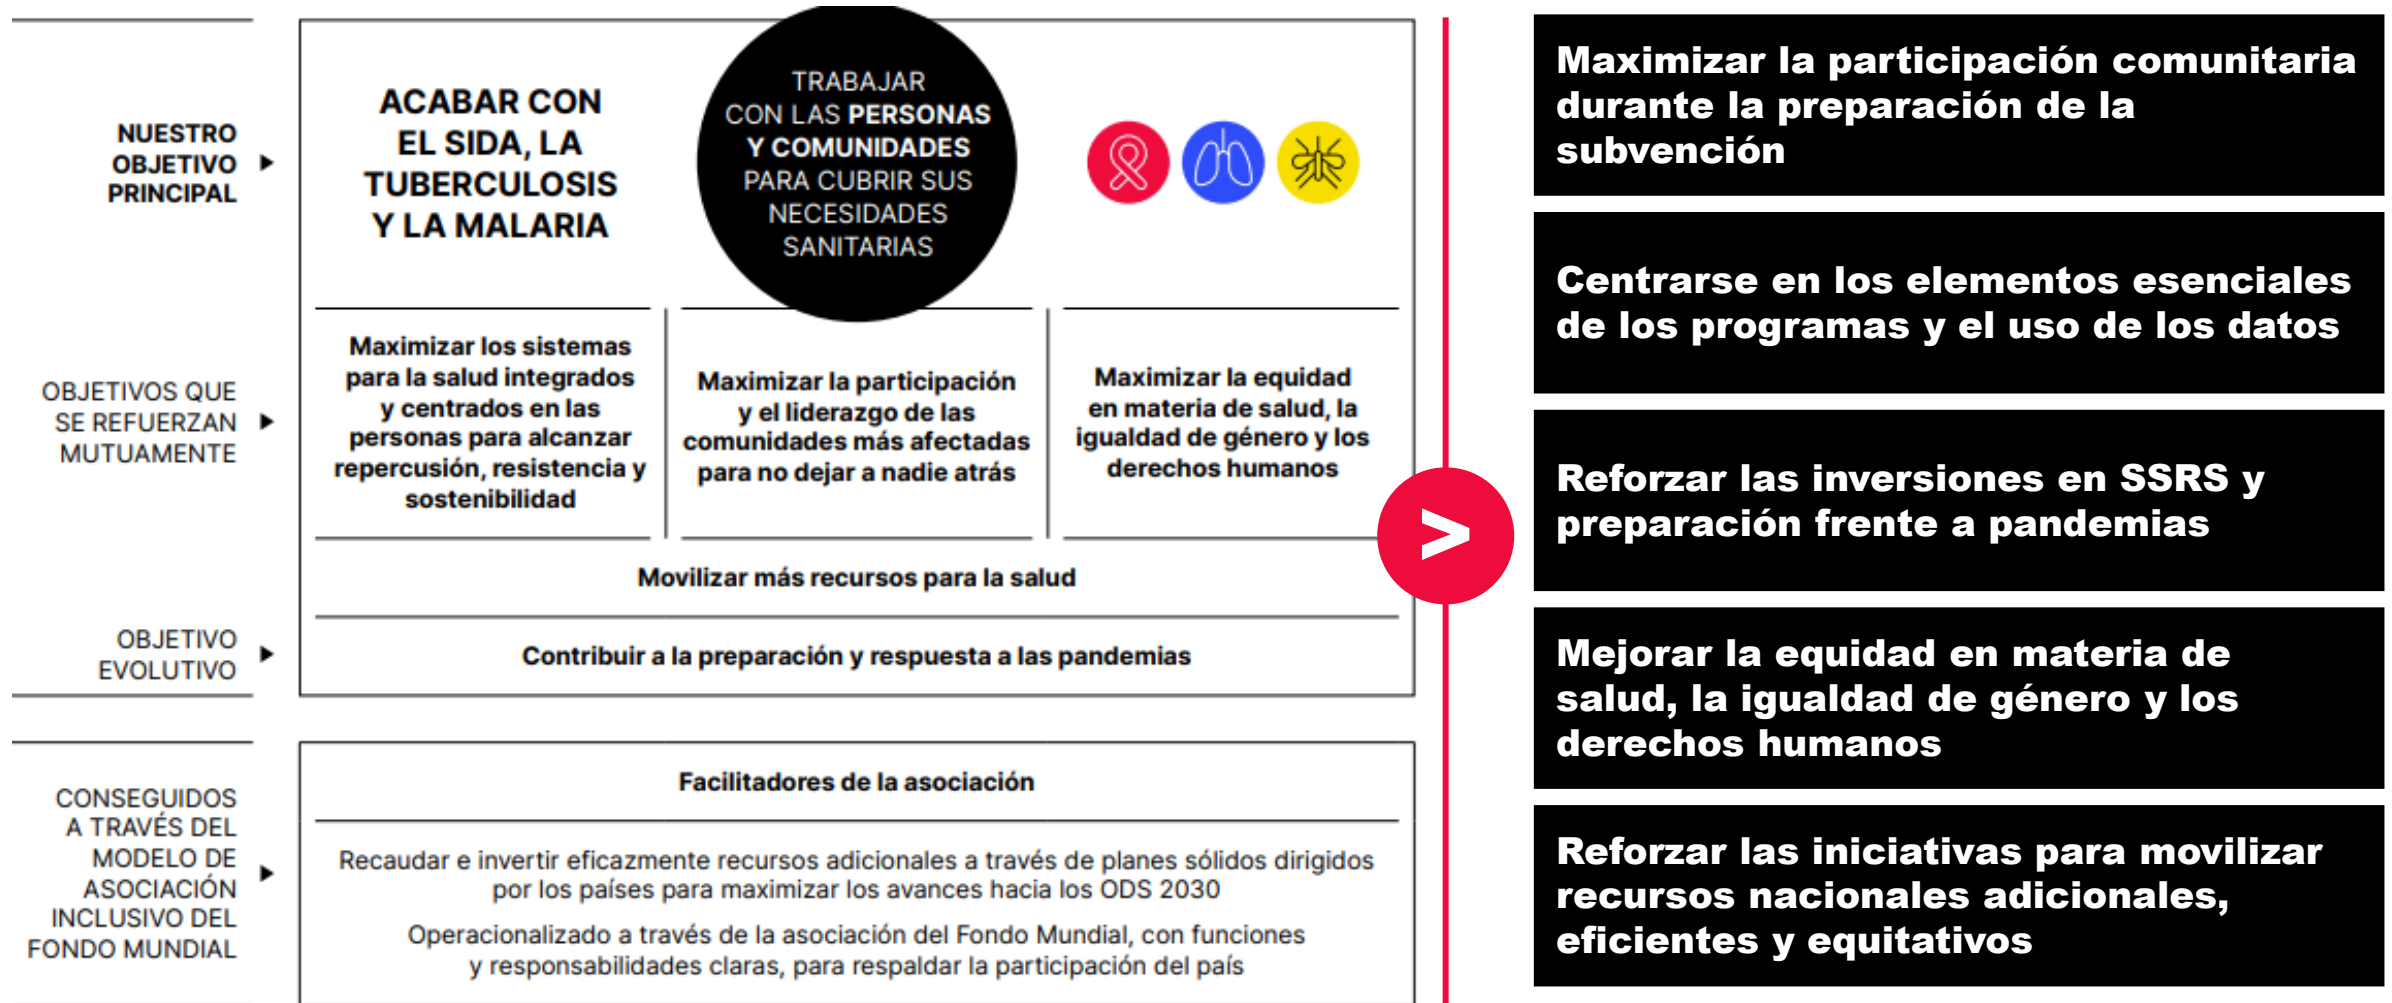 NUESTRO
OBJETIVO
PRINCIPAL
ACABAR CON
EL SIDA, LA
TUBERCULOSIS
Y LA MALARIA
TRABAJAR
CON LAS PERSONAS
Y COMUNIDADES
PARA CUBRIR SUS
NECESIDADES
SANITARIAS
OBJETIVOS QUE
SE REFUERZAN
MUTUAMENTE
Maximizar los sistemas
para la salud integrados
y centrados en las
personas para alcanzar
repercusión, resistencia y
sostenibilidad
Maximizar la participación
y el liderazgo de las
comunidades más afectadas
para no dejar a nadie atrás
Maximizar la equidad
en materia de salud, la
igualdad de género y los
derechos humanos
Movilizar más recursos para la salud
OBJETIVO
EVOLUTIVO
Contribuir a la preparación y respuesta a las pandemias
CONSEGUIDOS
A TRAVÉS DEL
MODELO DE
ASOCIACIÓN
INCLUSIVO DEL
FONDO MUNDIAL
Facilitadores de la asociación
Recaudar e invertir eficazmente recursos adicionales a través de planes sólidos dirigidos
por los países para maximizar los avances hacia los ODS 2030
Operacionalizado a través de la asociación del Fondo Mundial, con funciones
y responsabilidades claras, para respaldar la participación del país
>
Maximizar la participación comunitaria
durante la preparación de la
subvención
Centrarse en los elementos esenciales
de los programas y el uso de los datos
Reforzar las inversiones en SSRS y
preparación frente a pandemias
Mejorar la equidad en materia de
salud, la igualdad de género y los
derechos humanos
Reforzar las iniciativas para movilizar
recursos nacionales adicionales,
eficientes y equitativos